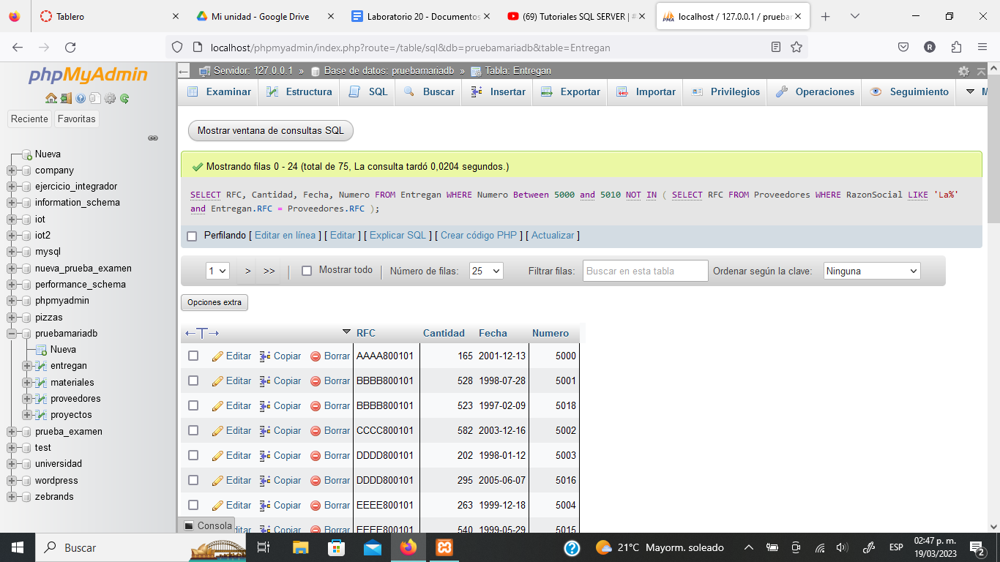 Tablero
Mi unidad - Google Drive
Laboratorio 20 - Documentos
(69) Tutoriales SQL SERVER | #
localhost / 127.0.0.1 / prueba
localhost/phpmyadmin/index.php?route=/table/sql&db=pruebamariadb&table=Entregan
R
phpMyAdmin
Reciente Favoritas
Nueva
company
ejercicio_integrador
information_schema
iot
iot2
mysql
nueva_prueba_examen
performance_schema
phpmyadmin
pizzas
pruebamariadb
Nueva
entregan
materiales
proveedores
proyectos
prueba_examen
test
universidad
wordpress
zebrands
Servidor: 127.0.0.1 » Base de datos: pruebamariadb » Tabla: Entregan
Examinar Estructura SQL Buscar Insertar Exportar Importar Privilegios Operaciones Seguimiento M
Mostrar ventana de consultas SQL
Mostrando filas 0 - 24 (total de 75, La consulta tardó 0,0204 segundos.)
SELECT RFC, Cantidad, Fecha, Numero FROM Entregan WHERE Numero Between 5000 and 5010 NOT IN ( SELECT RFC FROM Proveedores WHERE RazonSocial LIKE 'La%'
and Entregan.RFC = Proveedores.RFC );
Perfilando [ Editar en línea ] [ Editar ] [ Explicar SQL ] [ Crear código PHP ] [ Actualizar ]
1 > >> | Mostrar todo | Número de filas: 25 Filtrar filas: Buscar en esta tabla Ordenar según la clave: Ninguna
Opciones extra
←T→ RFC Cantidad Fecha Numero
Editar Copiar Borrar AAAA800101 165 2001-12-13 5000
Editar Copiar Borrar BBBB800101 528 1998-07-28 5001
Editar Copiar Borrar BBBB800101 523 1997-02-09 5018
Editar Copiar Borrar CCCC800101 582 2003-12-16 5002
Editar Copiar Borrar DDDD800101 202 1998-01-12 5003
Editar Copiar Borrar DDDD800101 295 2005-06-07 5016
Editar Copiar Borrar EEEE800101 263 1999-12-18 5004
Copiar Borrar EEEE800101 540 1999-05-29 5015
Consola
Buscar
21°C Mayorm. soleado
ESP
02:47 p. m.
19/03/2023
2